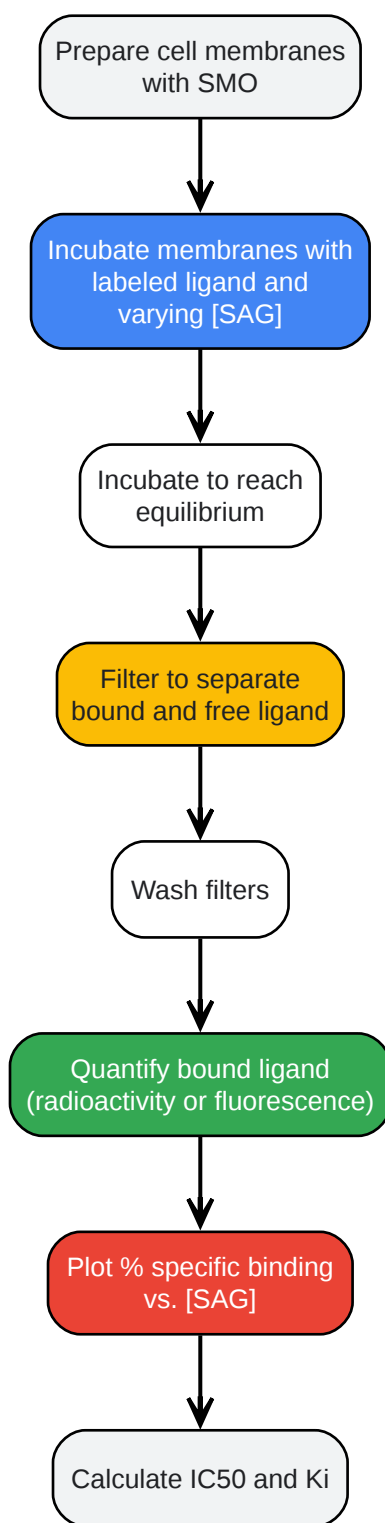 Prepare cell membranes
with SMO
Incubate membranes with
labeled ligand and
varying [SAG]
Incubate to reach
equilibrium
Filter to separate
bound and free ligand
Wash filters
Quantify bound ligand
(radioactivity or fluorescence)
Plot % specific binding
vs. [SAG]
Calculate IC50 and Ki